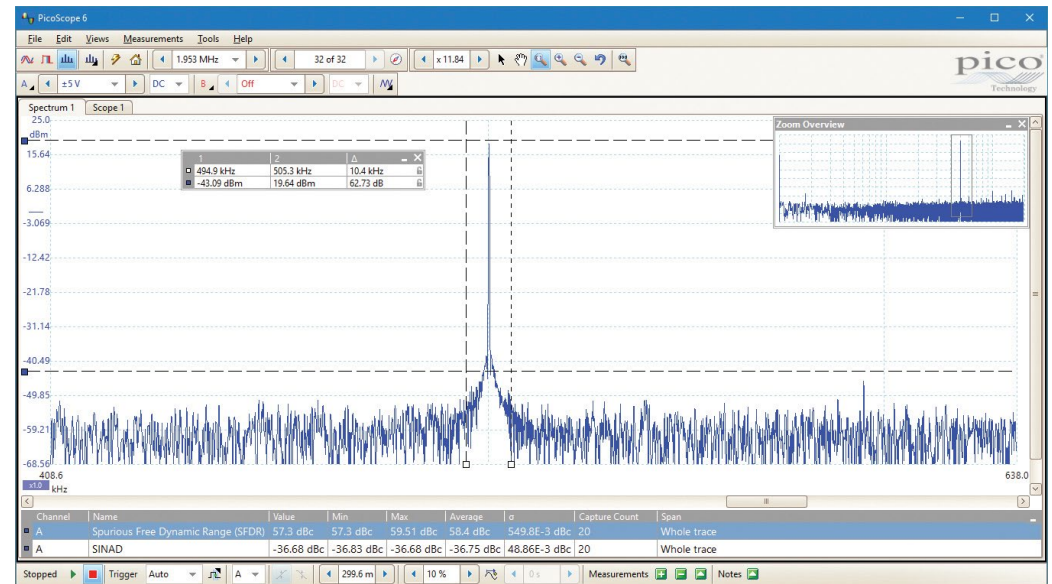 PicoScope 6
File Edit Views Measurements Tools Help
1.953 MHz 32 of 32 x 11.84
pico
Technology
A ±5 V DC B Off DC
Spectrum 1 Scope 1
25.0
dBm
Zoom Overview
15.64
1 2 Δ
494.9 kHz 505.3 kHz 10.4 kHz
-43.09 dBm 19.64 dBm 62.73 dB
6.288
-3.069
-12.42
-21.78
-31.14
-40.49
-49.85
-59.21
-68.56
408.6 638.0
x1.0 kHz
Channel Name Value Min Max Average σ Capture Count Span
A Spurious Free Dynamic Range (SFDR) 57.3 dBc 57.3 dBc 59.51 dBc 58.4 dBc 549.8E-3 dBc 20 Whole trace
A SINAD -36.68 dBc -36.83 dBc -36.68 dBc -36.75 dBc 48.86E-3 dBc 20 Whole trace
Stopped Trigger Auto A 299.6 m 10 % 0 s Measurements Notes